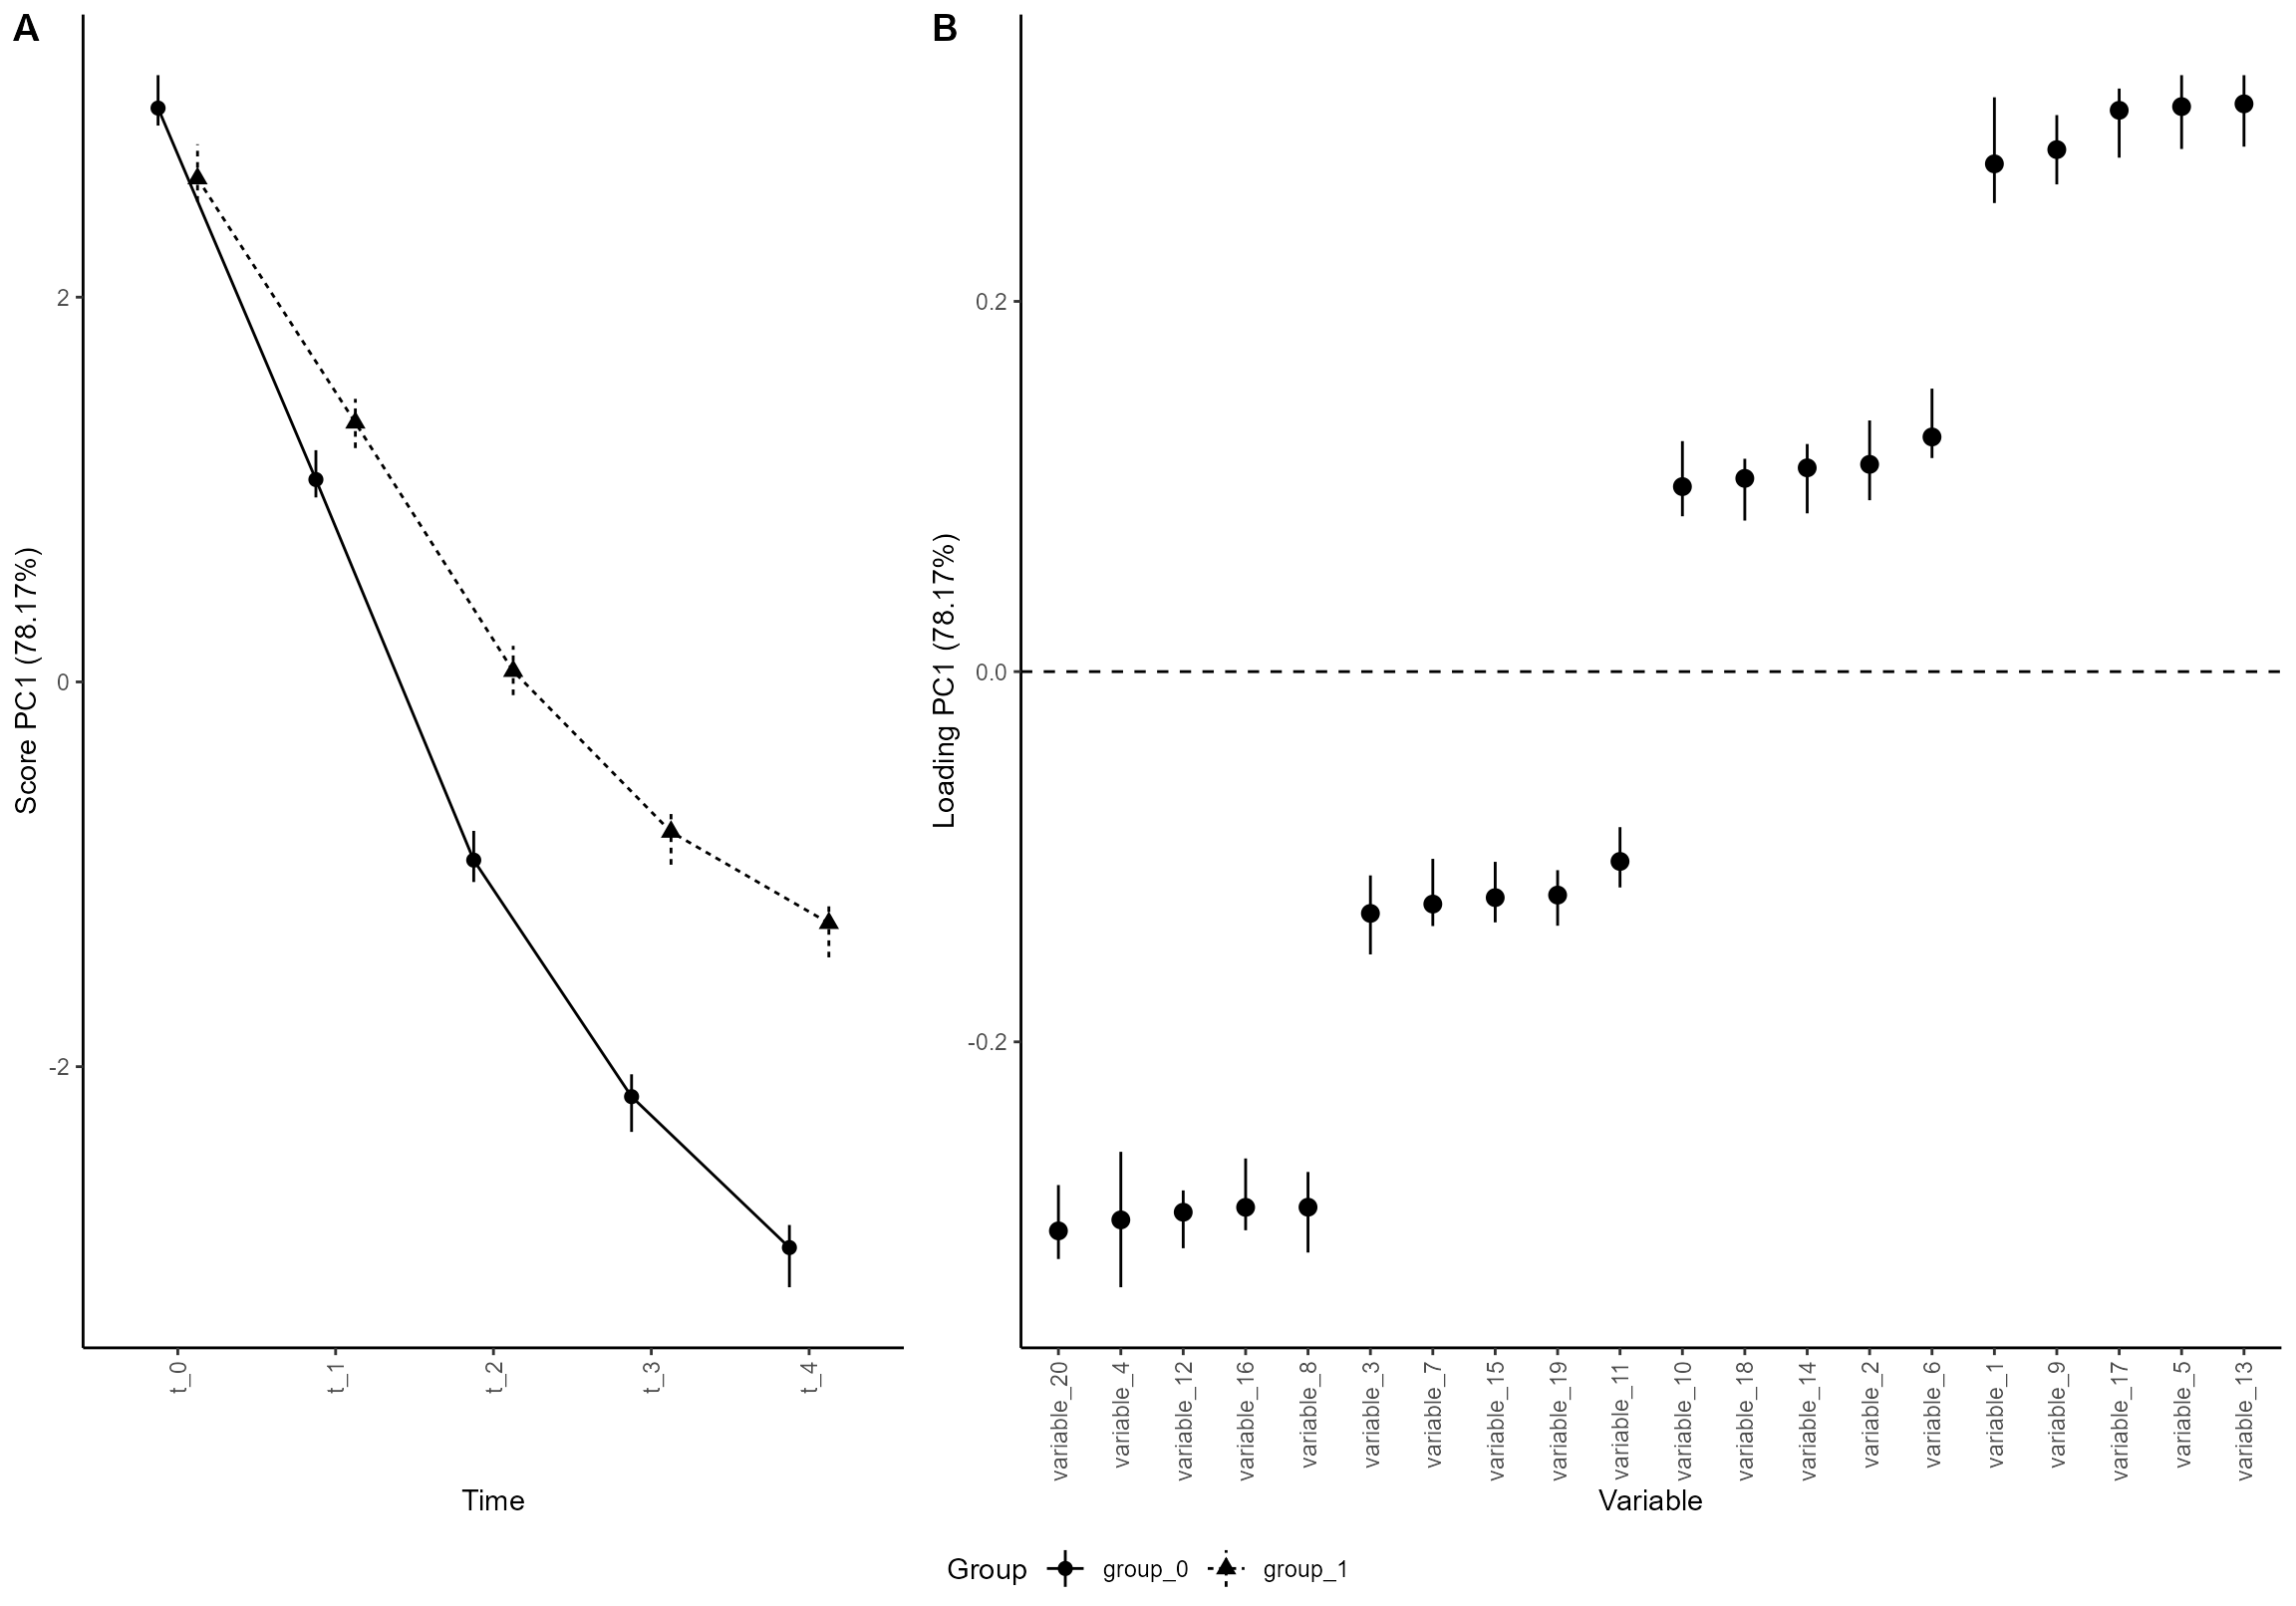 A
Score PC1 (78.17%)
2
0
-2
t_0
t_1
t_2
t_3
t_4
Time
B
Loading PC1 (78.17%)
0.2
0.0
-0.2
variable_20
variable_4
variable_12
variable_16
variable_8
variable_3
variable_7
variable_15
variable_19
variable_11
variable_10
variable_18
variable_14
variable_2
variable_6
variable_1
variable_9
variable_17
variable_5
variable_13
Variable
Group group_0 group_1